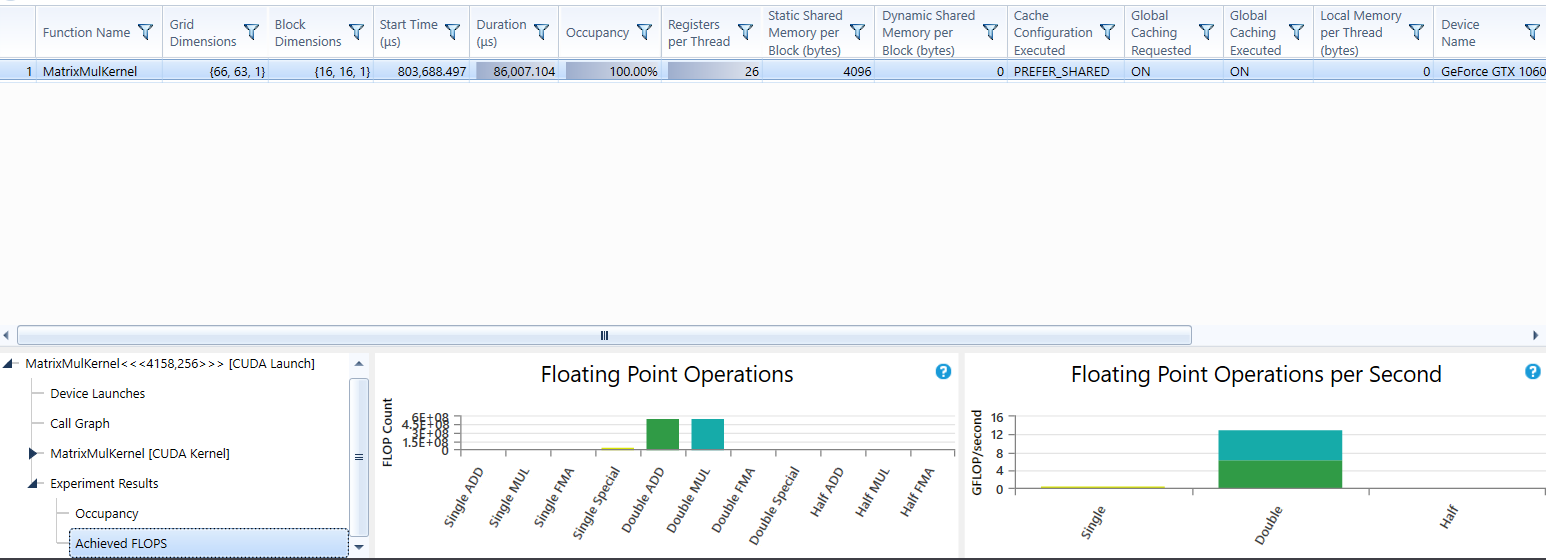 Function Name
Grid
Dimensions
Block
Dimensions
Start Time
(µs)
Duration
(µs)
Occupancy
Registers
per Thread
Static Shared
Memory per
Block (bytes)
Dynamic Shared
Memory per
Block (bytes)
Cache
Configuration
Executed
Global
Caching
Requested
Global
Caching
Executed
Local Memory
per Thread
(bytes)
Device
Name
1 MatrixMulKernel {66, 63, 1} {16, 16, 1} 803,688.497 86,007.104 100.00% 26 4096 0 PREFER_SHARED ON ON 0 GeForce GTX 1060
MatrixMulKernel<<<4158,256>>> [CUDA Launch]
Device Launches
Call Graph
MatrixMulKernel [CUDA Kernel]
Experiment Results
Occupancy
Achieved FLOPS
Floating Point Operations
FLOP Count
6E+08
4.5E+08
3E+08
1.5E+08
0
Single ADD
Single MUL
Single FMA
Single Special
Double ADD
Double MUL
Double FMA
Double Special
Half ADD
Half MUL
Half FMA
Floating Point Operations per Second
GFLOP/second
16
12
8
4
0
Single
Double
Half